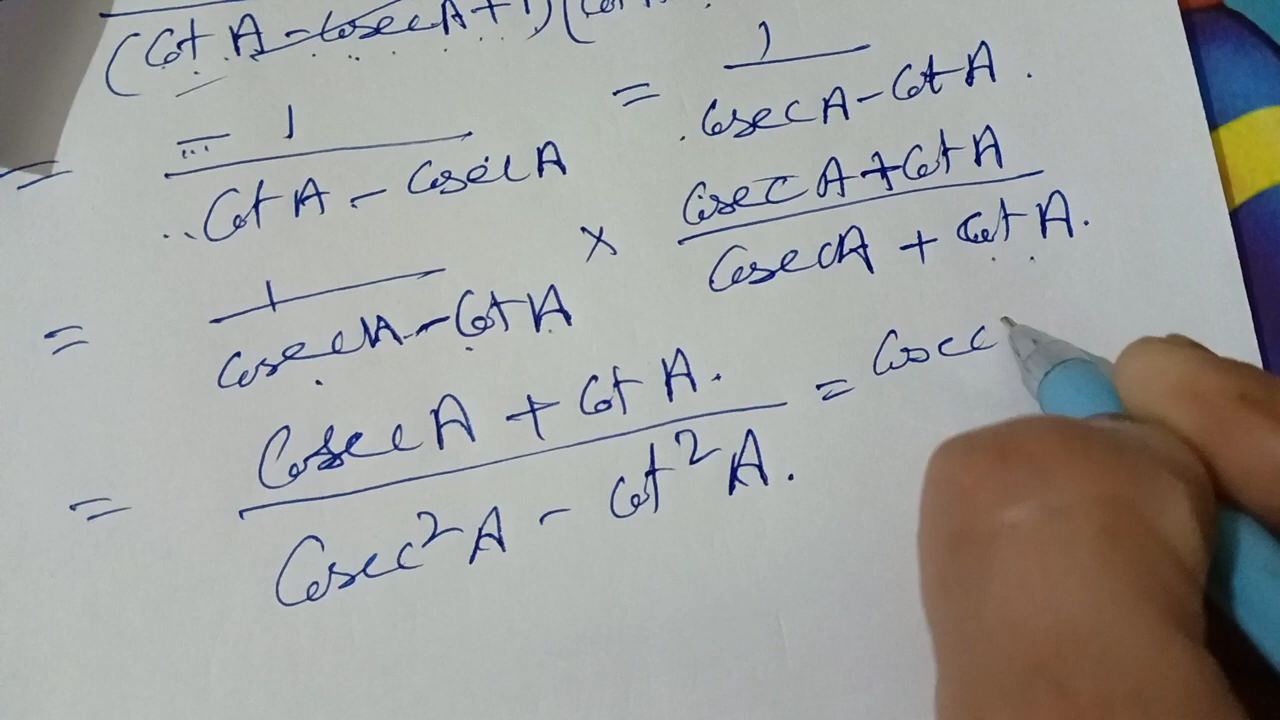 (Cot A - Cosec A + 1) (Cot
= - 1 / Cot A - Cosec A = 1 / Cosec A - Cot A.
= 1 / Cosec A - Cot A × Cosec A + Cot A / Cosec A + Cot A.
= Cosec A + Cot A. / Cosec² A - Cot² A. = Cosec